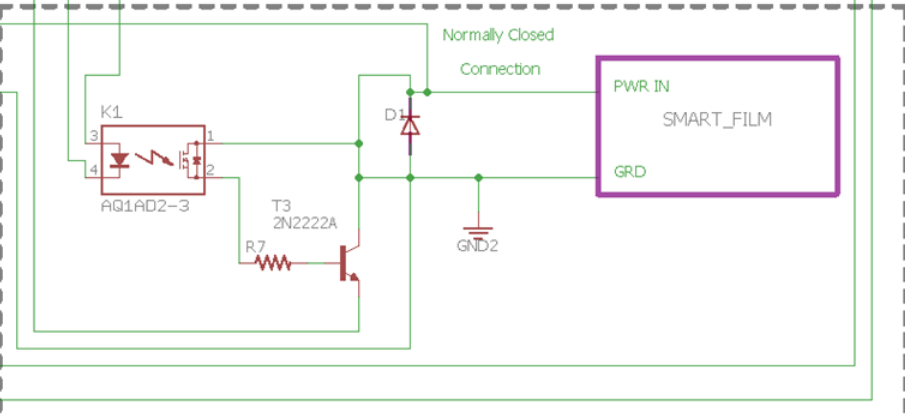 Normally Closed
Connection
PWR IN
SMART_FILM
GRD
K1
3
1
4
2
AQ1AD2-3
D1
T3
2N2222A
R7
GND2